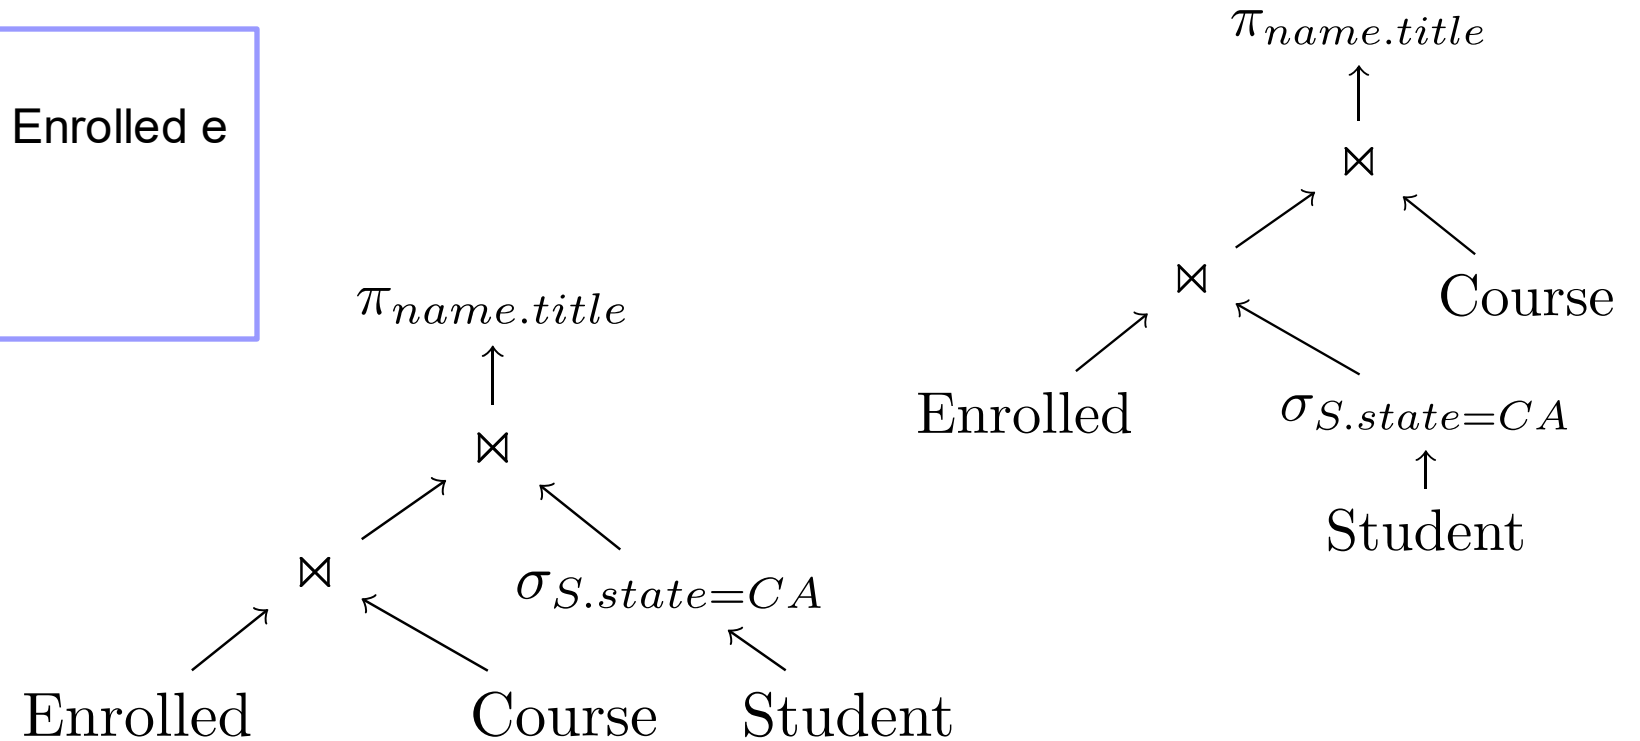 Enrolled e
π_{name.title}
⋈
⋈
Enrolled
Course
σ_{S.state=CA}
Student
π_{name.title}
⋈
⋈
Course
Enrolled
σ_{S.state=CA}
Student